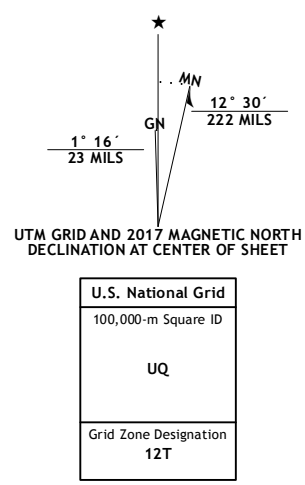 ★
MN
GN
12° 30´
222 MILS
1° 16´
23 MILS
UTM GRID AND 2017 MAGNETIC NORTH
DECLINATION AT CENTER OF SHEET
U.S. National Grid
100,000-m Square ID
UQ
Grid Zone Designation
12T